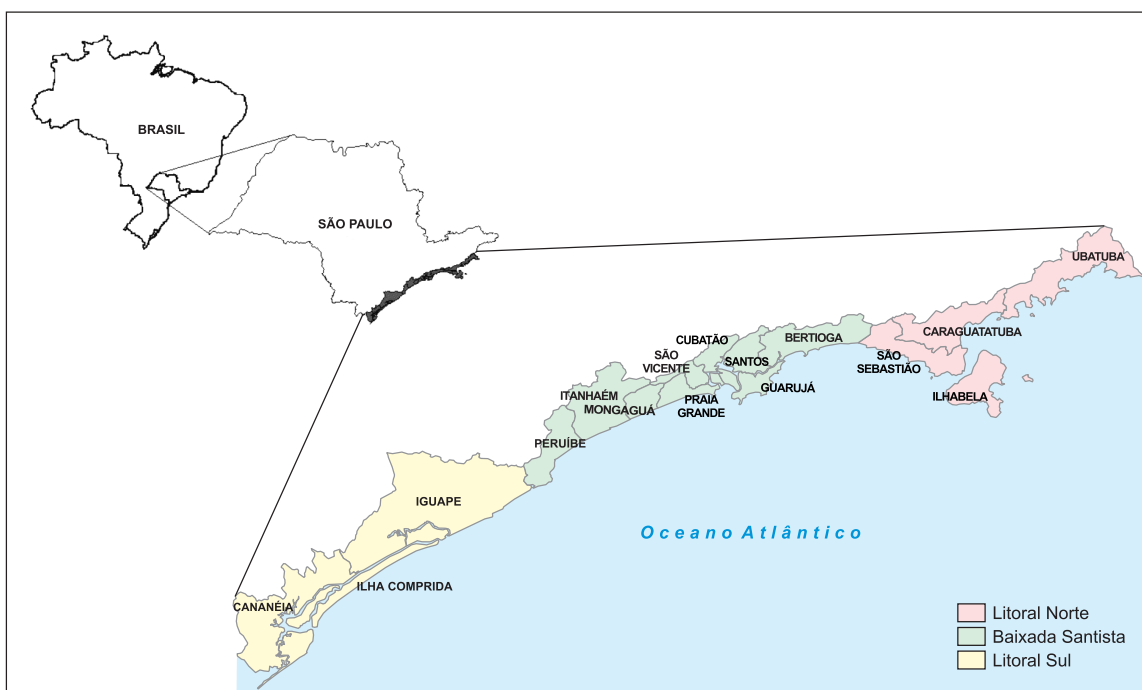 BRASIL
SÃO PAULO
UBATUBA
CARAGUATATUBA
SÃO
SEBASTIÃO
ILHABELA
BERTIOGA
CUBATÃO
SANTOS
GUARUJÁ
SÃO
VICENTE
PRAIA
GRANDE
ITANHAÉM
MONGAGUÁ
PERUÍBE
IGUAPE
ILHA COMPRIDA
CANANÉIA
Oceano Atlântico
Litoral Norte
Baixada Santista
Litoral Sul